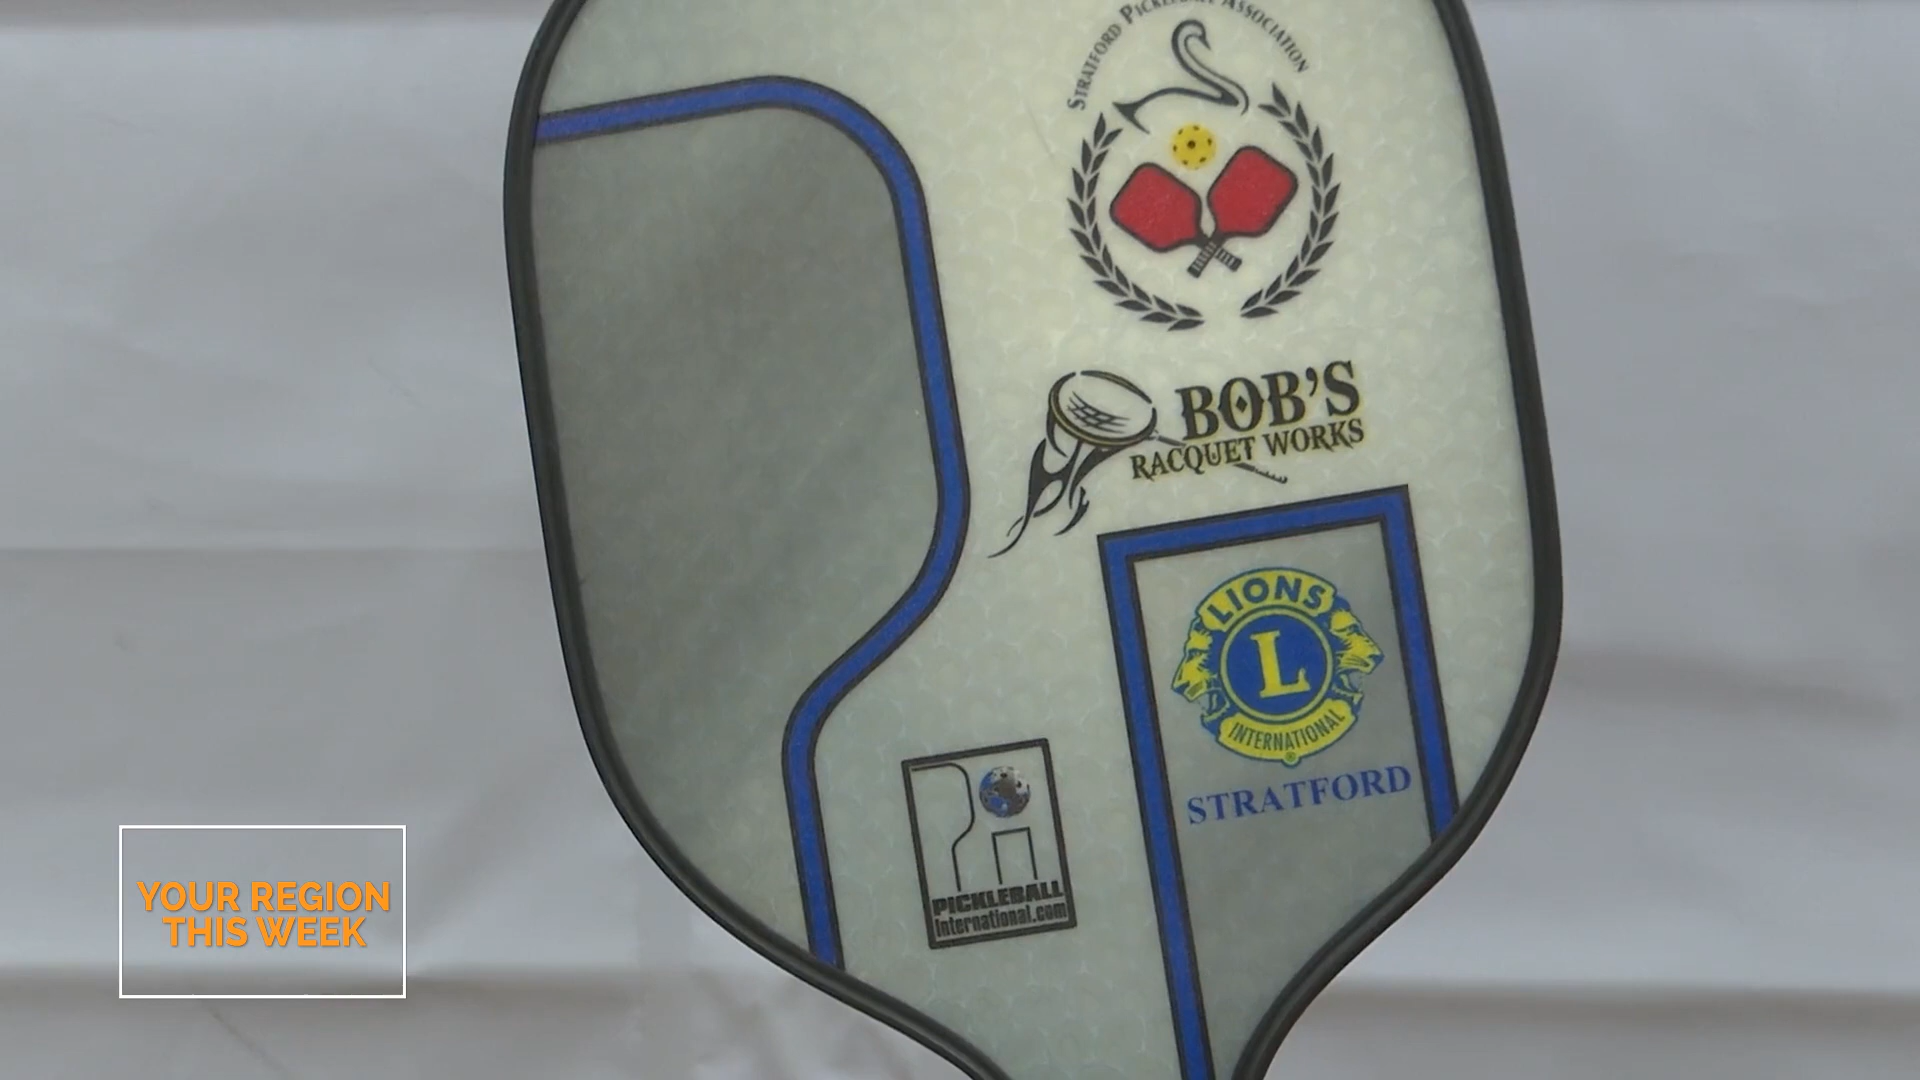 STRATFORD PICKLEBALL ASSOCIATION
BOB'S
RACQUET WORKS
LIONS
L
INTERNATIONAL
®
STRATFORD
PICKLEBALL
International.com
YOUR REGION
THIS WEEK